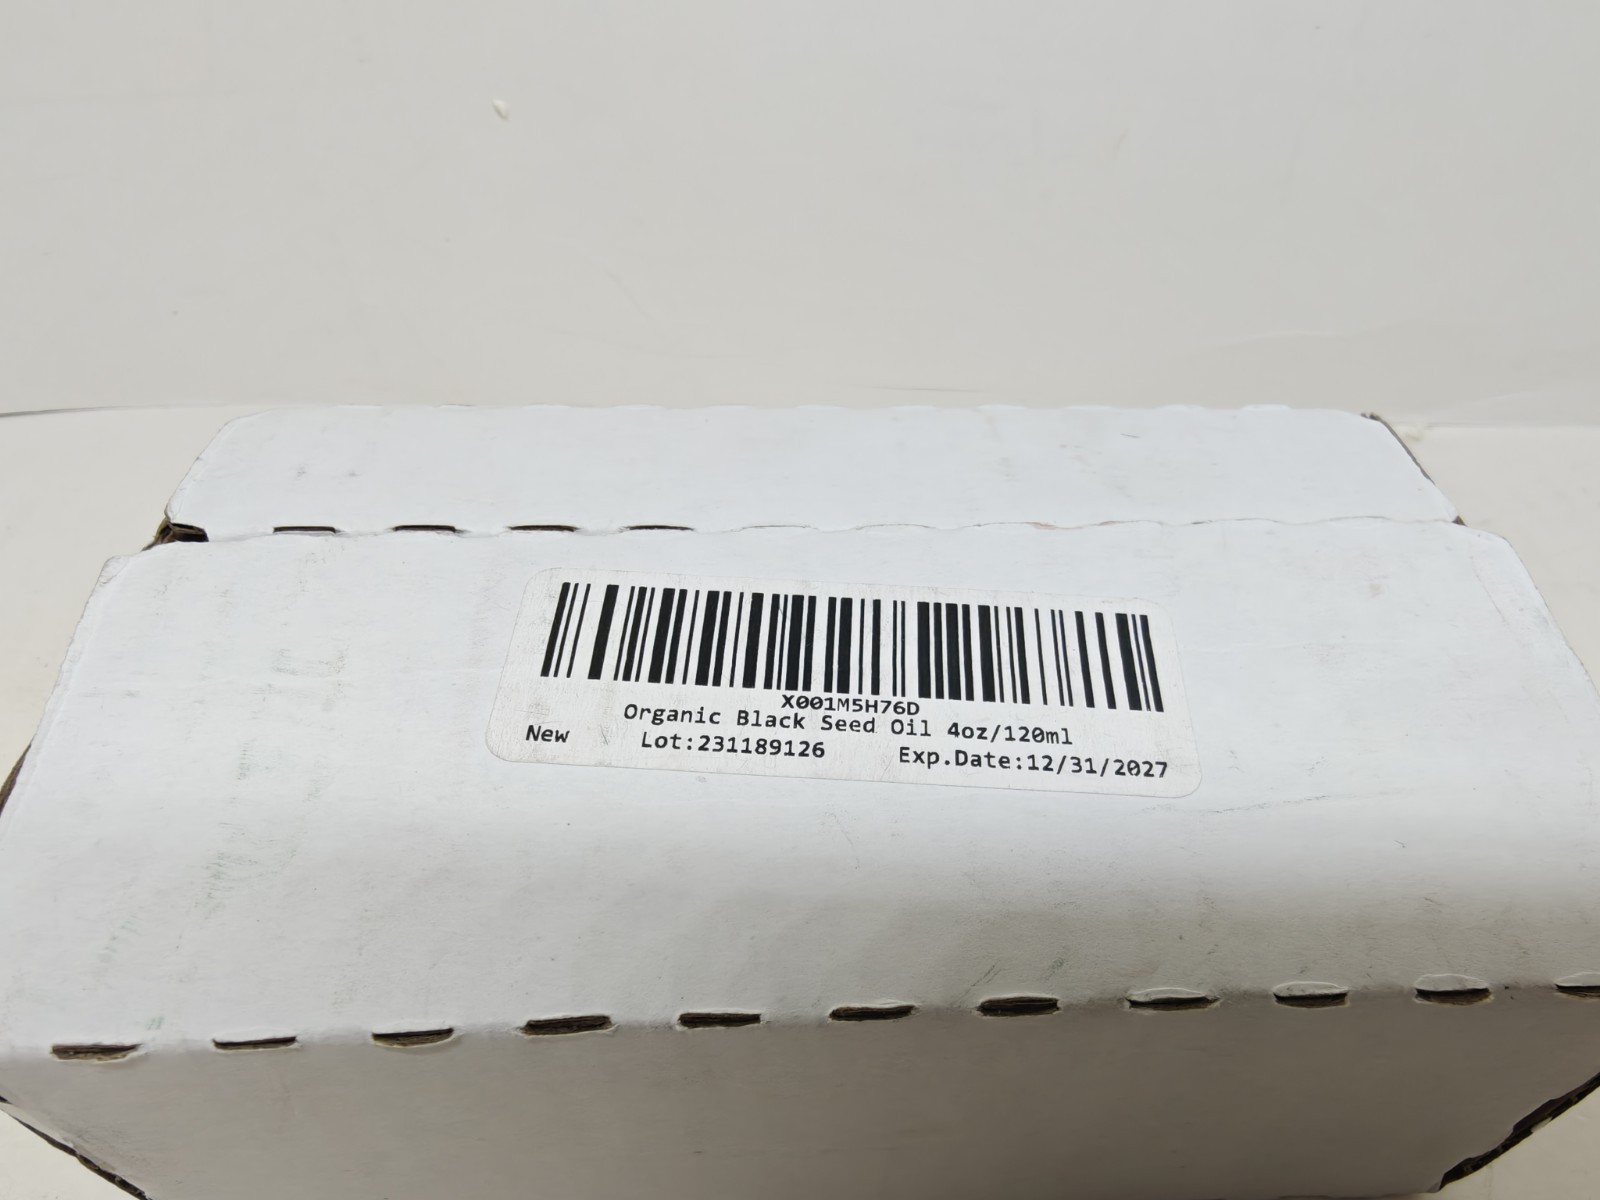 X001M5H76D
Organic Black Seed Oil 4oz/120ml
New Lot:231189126 Exp.Date:12/31/2027